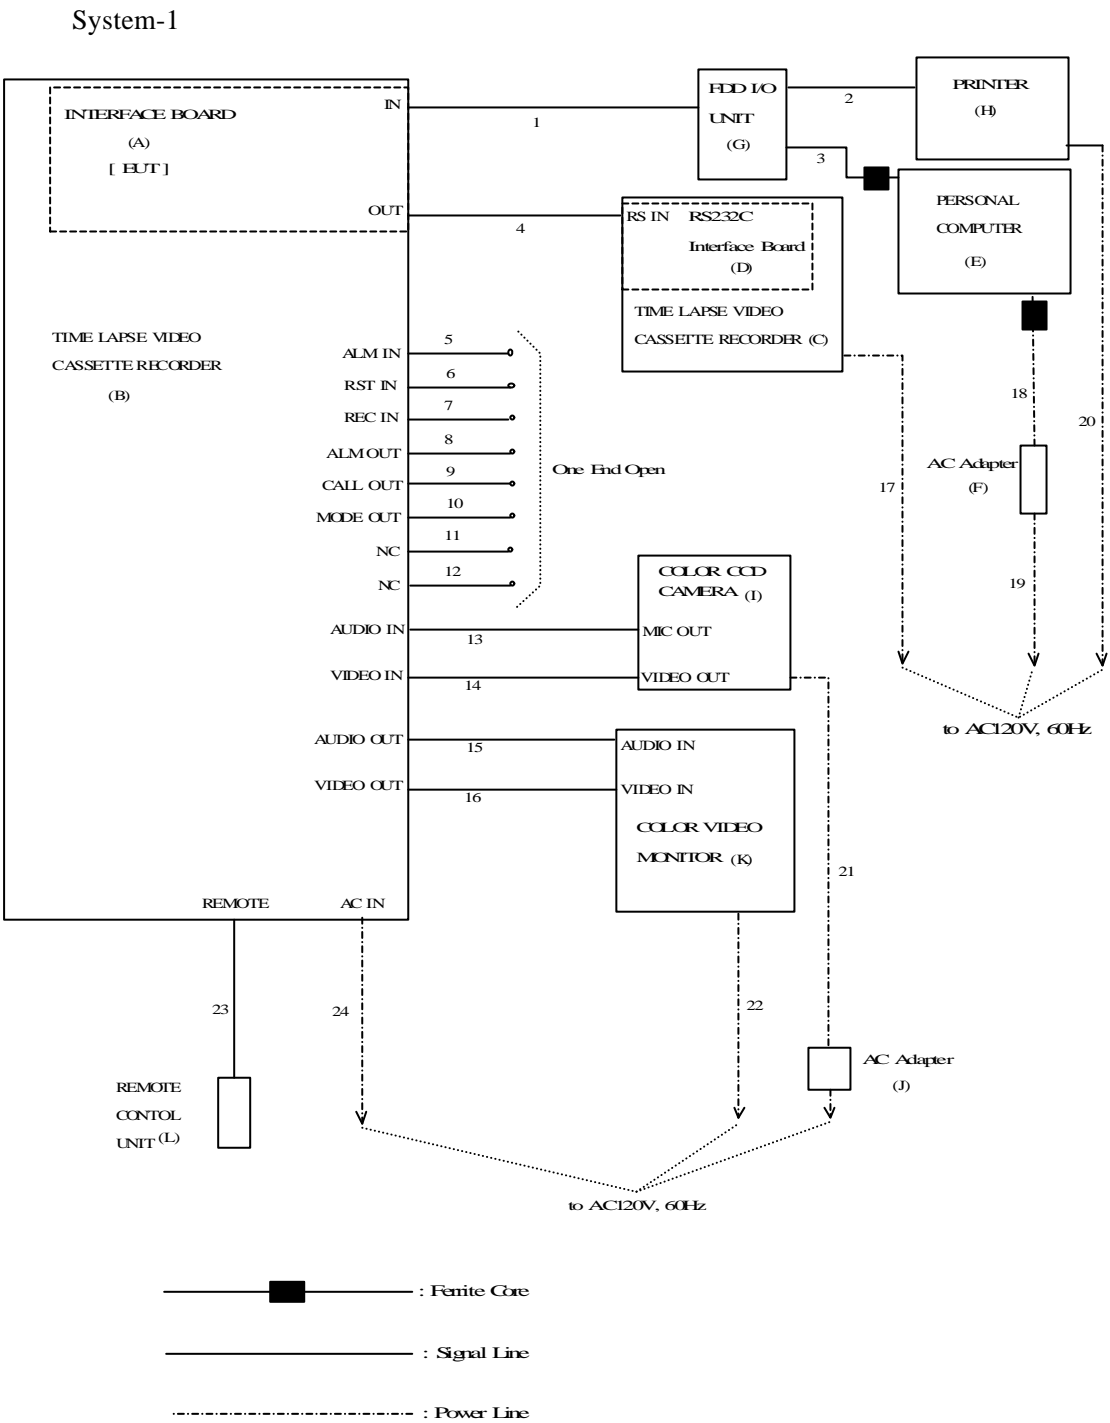 System-1
INTERFACE BOARD
(A)
[ EUT ]
IN
OUT
1
FDD I/O
UNIT
(G)
2
3
PRINTER
(H)
PERSONAL
COMPUTER
(E)
4
RS IN RS232C
Interface Board
(D)
TIME LAPSE VIDEO
CASSETTE RECORDER (C)
TIME LAPSE VIDEO
CASSETTE RECORDER
(B)
ALM IN
5
RST IN
6
REC IN
7
ALM OUT
8
CALL OUT
9
MODE OUT
10
NC
11
NC
12
One End Open
17
18
AC Adapter
(F)
19
20
to AC120V, 60Hz
AUDIO IN
13
VIDEO IN
14
COLOR CCD
CAMERA (I)
MIC OUT
VIDEO OUT
AUDIO OUT
15
VIDEO OUT
16
AUDIO IN
VIDEO IN
COLOR VIDEO
MONITOR (K)
21
22
AC Adapter
(J)
REMOTE
AC IN
23
24
REMOTE
CONTOL
UNIT (L)
to AC120V, 60Hz
: Ferrite Core
: Signal Line
: Power Line